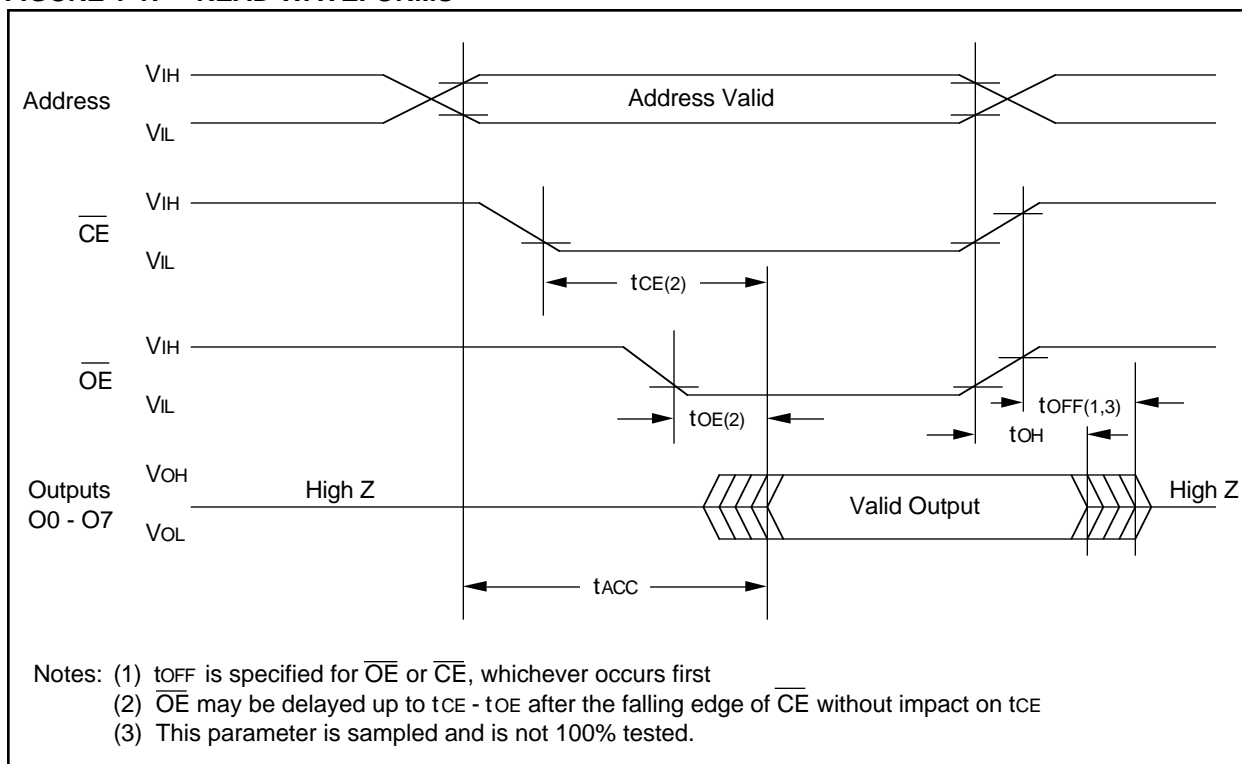 VIH
Address
Address Valid
VIL
VIH
CE
VIL
tCE(2)
VIH
OE
VIL
tOE(2)
tOFF(1,3)
tOH
VOH
Outputs
O0 - O7
High Z
Valid Output
High Z
VOL
tACC
Notes: (1) tOFF is specified for OE or CE, whichever occurs first
(2) OE may be delayed up to tCE - tOE after the falling edge of CE without impact on tCE
(3) This parameter is sampled and is not 100% tested.